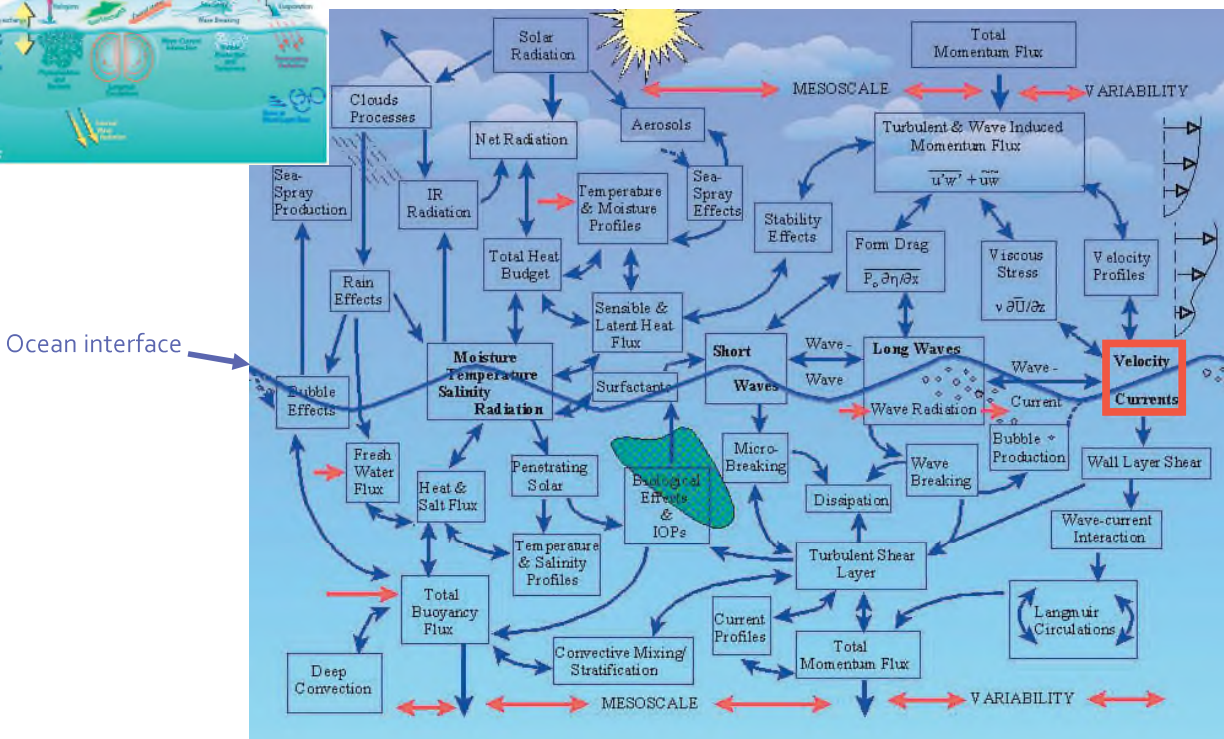 Halogens
Evaporation
Wave Breaking
Solar
Radiation
Total
Momentum Flux
MESOSCALE
VARIABILITY
Clouds
Processes
Net Radiation
Aerosols
Turbulent & Wave Induced
Momentum Flux
u'w' + ũw̃
Sea-
Spray
Production
IR
Radiation
Temperature
& Moisture
Profiles
Sea-
Spray
Effects
Stability
Effects
Total Heat
Budget
Form Drag
P₀ ∂η/∂x
Viscous
Stress
ν ∂U̅/∂z
Velocity
Profiles
Rain
Effects
Sensible &
Latent Heat
Flux
Ocean interface
Moisture
Temperature
Salinity
Radiation
Short
Waves
Wave -
Wave
Long Waves
Wave Radiation
Wave -
Current
Velocity
Currents
Bubble
Effects
Surfactants
Fresh
Water
Flux
Heat &
Salt Flux
Penetrating
Solar
Biological
Effects
&
IOPs
Micro-
Breaking
Dissipation
Wave
Breaking
Bubble
Production
Wall Layer Shear
Temperature
& Salinity
Profiles
Turbulent Shear
Layer
Wave-current
Interaction
Total
Buoyancy
Flux
Current
Profiles
Langmuir
Circulations
Deep
Convection
Convective Mixing/
Stratification
Total
Momentum Flux
MESOSCALE
VARIABILITY